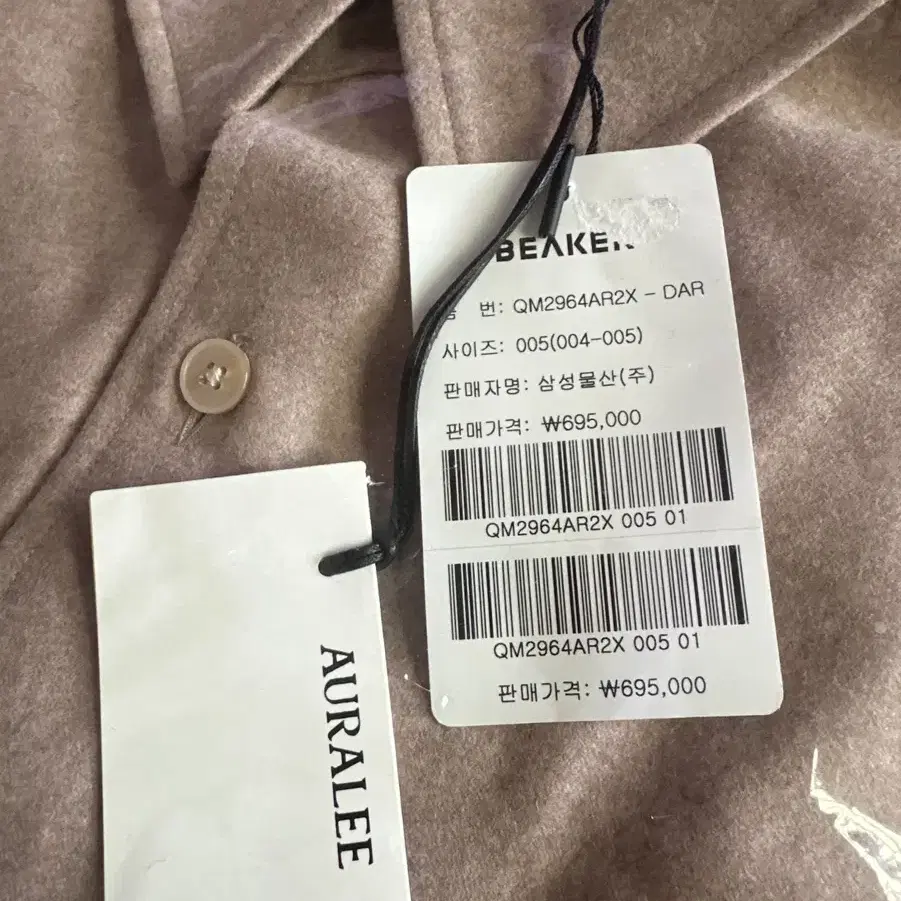 BEAKER
번: QM2964AR2X - DAR
사이즈: 005(004-005)
판매자명: 삼성물산(주)
판매가격: ₩695,000
QM2964AR2X 005 01
QM2964AR2X 005 01
판매가격: ₩695,000
AURALEE